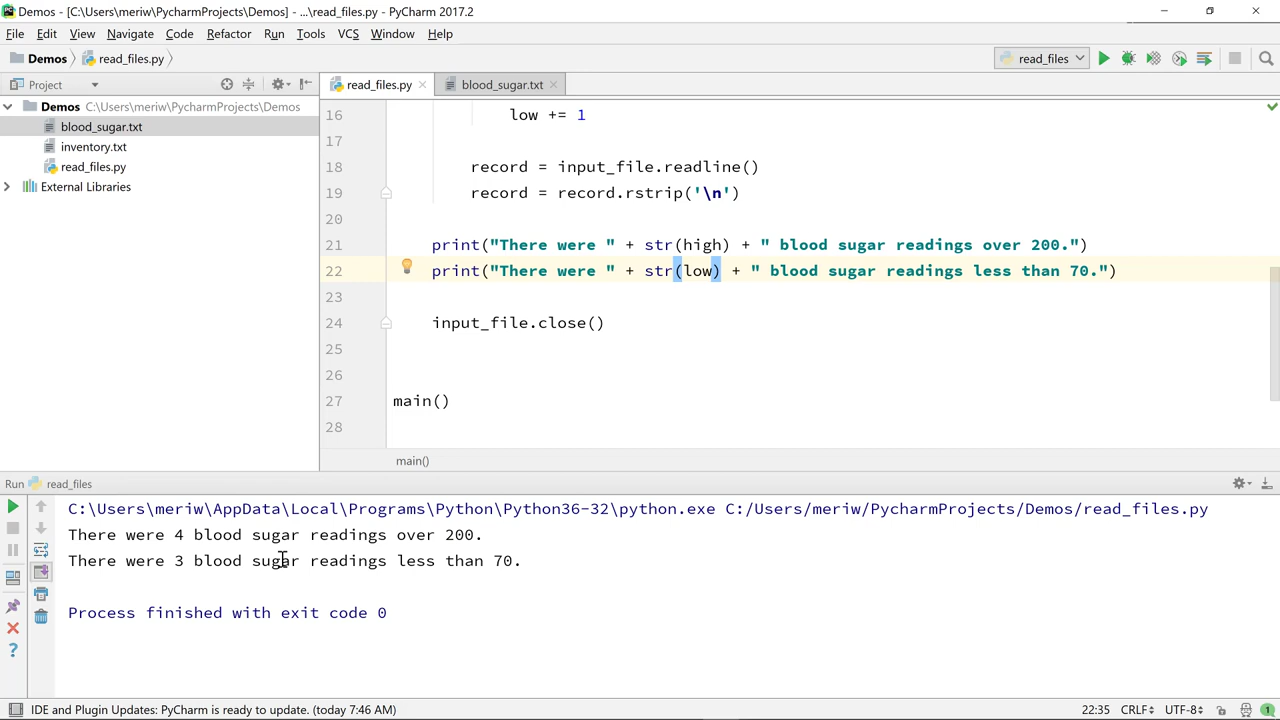 Demos - [C:\Users\meriw\PycharmProjects\Demos] - ...\read_files.py - PyCharm 2017.2
File Edit View Navigate Code Refactor Run Tools VCS Window Help
Demos read_files.py read_files
Project read_files.py blood_sugar.txt
Demos C:\Users\meriw\PycharmProjects\Demos
blood_sugar.txt
inventory.txt
read_files.py
External Libraries
16 low += 1
17
18 record = input_file.readline()
19 record = record.rstrip('\n')
20
21 print("There were " + str(high) + " blood sugar readings over 200.")
22 print("There were " + str(low) + " blood sugar readings less than 70.")
23
24 input_file.close()
25
26
27 main()
28
main()
Run read_files
C:\Users\meriw\AppData\Local\Programs\Python\Python36-32\python.exe C:/Users/meriw/PycharmProjects/Demos/read_files.py
There were 4 blood sugar readings over 200.
There were 3 blood sugar readings less than 70.
Process finished with exit code 0
IDE and Plugin Updates: PyCharm is ready to update. (today 7:46 AM) 22:35 CRLF UTF-8 1